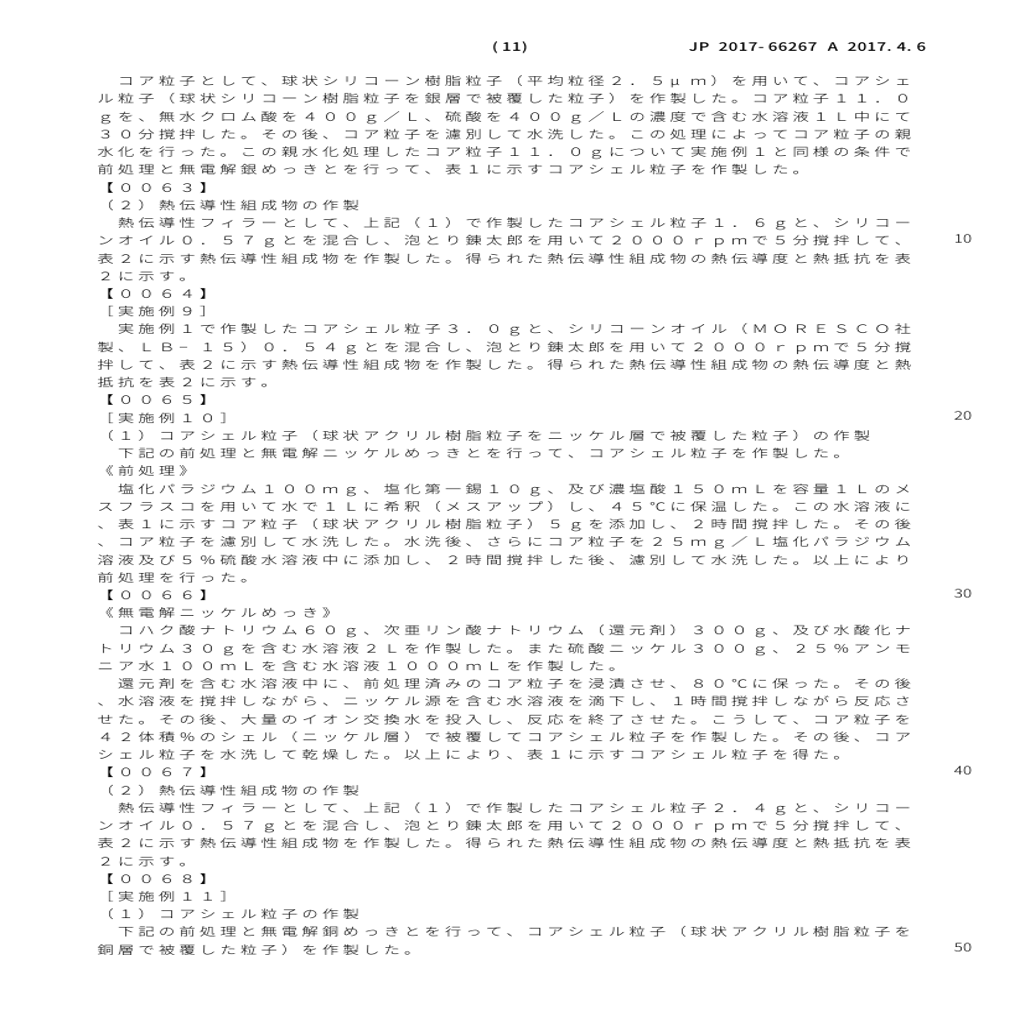 (11) JP 2017-66267 A 2017.4.6
コア粒子として、球状シリコーン樹脂粒子（平均粒径２．５μｍ）を用いて、コアシェ
ル粒子（球状シリコーン樹脂粒子を銀層で被覆した粒子）を作製した。コア粒子１１．０
ｇを、無水クロム酸を４００ｇ／Ｌ、硫酸を４００ｇ／Ｌの濃度で含む水溶液１Ｌ中にて
３０分撹拌した。その後、コア粒子を濾別して水洗した。この処理によってコア粒子の親
水化を行った。この親水化処理したコア粒子１１．０ｇについて実施例１と同様の条件で
前処理と無電解銀めっきとを行って、表１に示すコアシェル粒子を作製した。
【００６３】
（２）熱伝導性組成物の作製
熱伝導性フィラーとして、上記（１）で作製したコアシェル粒子１．６ｇと、シリコー
ンオイル０．５７ｇとを混合し、泡とり錬太郎を用いて２０００ｒｐｍで５分撹拌して、 10
表２に示す熱伝導性組成物を作製した。得られた熱伝導性組成物の熱伝導度と熱抵抗を表
２に示す。
【００６４】
［実施例９］
実施例１で作製したコアシェル粒子３．０ｇと、シリコーンオイル（ＭＯＲＥＳＣＯ社
製、ＬＢ−１５）０．５４ｇとを混合し、泡とり錬太郎を用いて２０００ｒｐｍで５分撹
拌して、表２に示す熱伝導性組成物を作製した。得られた熱伝導性組成物の熱伝導度と熱
抵抗を表２に示す。
【００６５】
［実施例１０］ 20
（１）コアシェル粒子（球状アクリル樹脂粒子をニッケル層で被覆した粒子）の作製
下記の前処理と無電解ニッケルめっきとを行って、コアシェル粒子を作製した。
《前処理》
塩化パラジウム１００ｍｇ、塩化第一錫１０ｇ、及び濃塩酸１５０ｍＬを容量１Ｌのメ
スフラスコを用いて水で１Ｌに希釈（メスアップ）し、４５℃に保温した。この水溶液に
、表１に示すコア粒子（球状アクリル樹脂粒子）５ｇを添加し、２時間撹拌した。その後
、コア粒子を濾別して水洗した。水洗後、さらにコア粒子を２５ｍｇ／Ｌ塩化パラジウム
溶液及び５％硫酸水溶液中に添加し、２時間撹拌した後、濾別して水洗した。以上により
前処理を行った。
【００６６】 30
《無電解ニッケルめっき》
コハク酸ナトリウム６０ｇ、次亜リン酸ナトリウム（還元剤）３００ｇ、及び水酸化ナ
トリウム３０ｇを含む水溶液２Ｌを作製した。また硫酸ニッケル３００ｇ、２５％アンモ
ニア水１００ｍＬを含む水溶液１０００ｍＬを作製した。
還元剤を含む水溶液中に、前処理済みのコア粒子を浸漬させ、８０℃に保った。その後
、水溶液を撹拌しながら、ニッケル源を含む水溶液を滴下し、１時間撹拌しながら反応さ
せた。その後、大量のイオン交換水を投入し、反応を終了させた。こうして、コア粒子を
４２体積％のシェル（ニッケル層）で被覆してコアシェル粒子を作製した。その後、コア
シェル粒子を水洗して乾燥した。以上により、表１に示すコアシェル粒子を得た。
【００６７】 40
（２）熱伝導性組成物の作製
熱伝導性フィラーとして、上記（１）で作製したコアシェル粒子２．４ｇと、シリコー
ンオイル０．５７ｇとを混合し、泡とり錬太郎を用いて２０００ｒｐｍで５分撹拌して、
表２に示す熱伝導性組成物を作製した。得られた熱伝導性組成物の熱伝導度と熱抵抗を表
２に示す。
【００６８】
［実施例１１］
（１）コアシェル粒子の作製
下記の前処理と無電解銅めっきとを行って、コアシェル粒子（球状アクリル樹脂粒子を
銅層で被覆した粒子）を作製した。 50